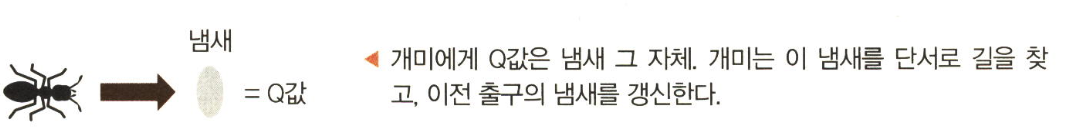 냄새
= Q값
◀ 개미에게 Q값은 냄새 그 자체. 개미는 이 냄새를 단서로 길을 찾
고, 이전 출구의 냄새를 갱신한다.